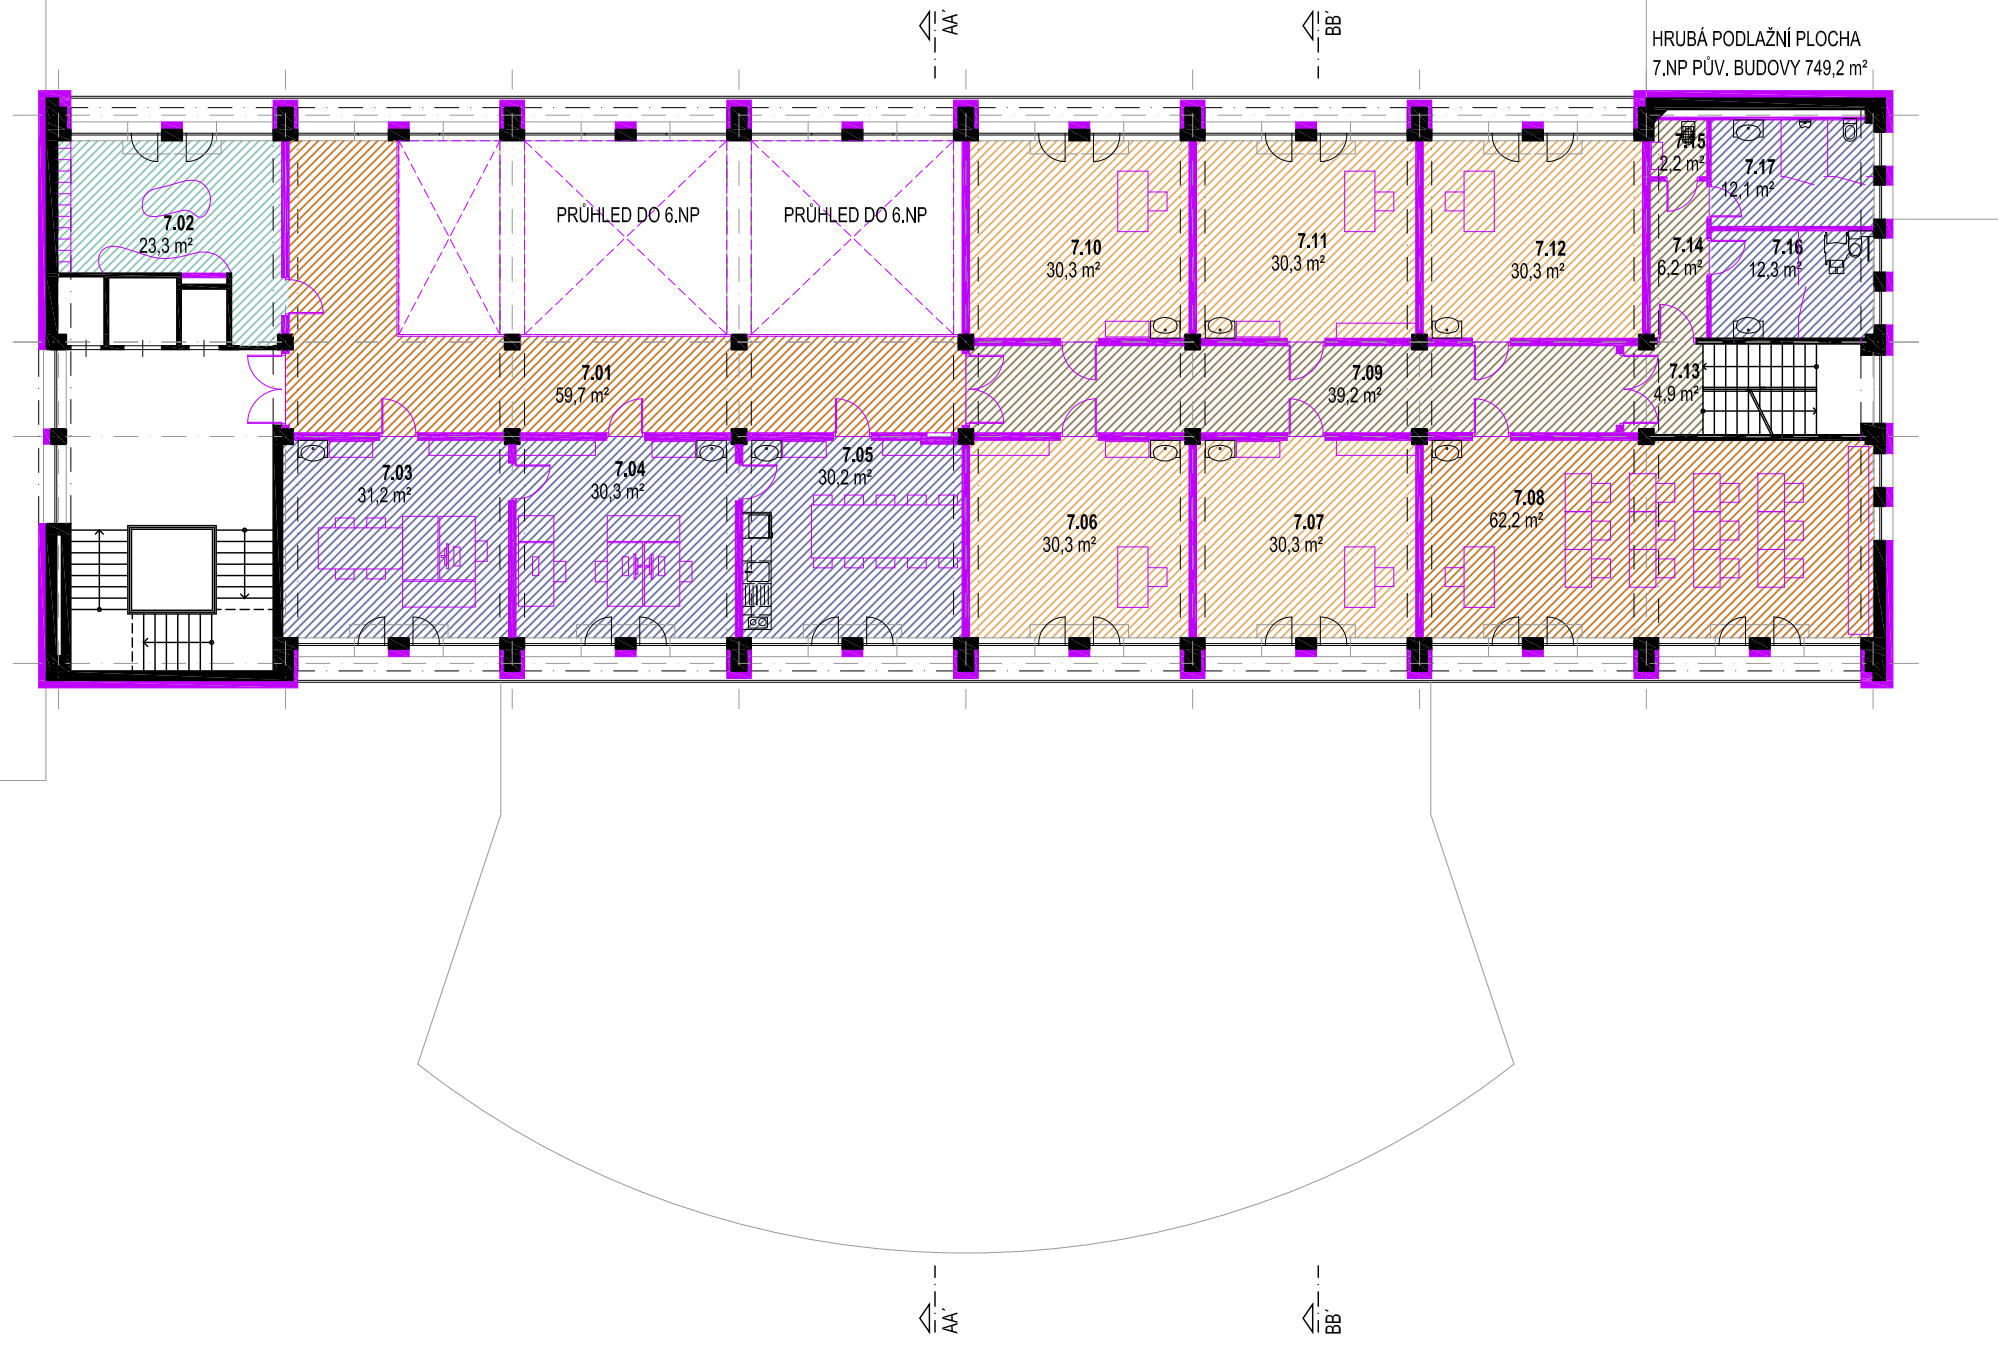 AA'
BB'
HRUBÁ PODLAŽNÍ PLOCHA
7.NP PŮV. BUDOVY 749,2 m²
7.02
23,3 m²
PRŮHLED DO 6.NP
PRŮHLED DO 6.NP
7.10
30,3 m²
7.11
30,3 m²
7.12
30,3 m²
7.15
2,2 m²
7.17
12,1 m²
7.14
6,2 m²
7.16
12,3 m²
7.01
59,7 m²
7.09
39,2 m²
7.13
4,9 m²
7.03
31,2 m²
7.04
30,3 m²
7.05
30,2 m²
7.06
30,3 m²
7.07
30,3 m²
7.08
62,2 m²
AA'
BB'